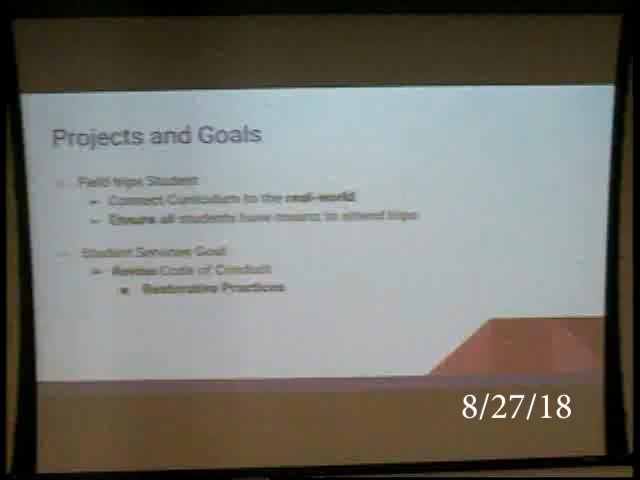 Projects and Goals
Field trips Student
Connect Curriculum to the real-world
Ensure all students have means to attend trips
Student Services Goal
Review Code of Conduct
Restorative Practices
8/27/18